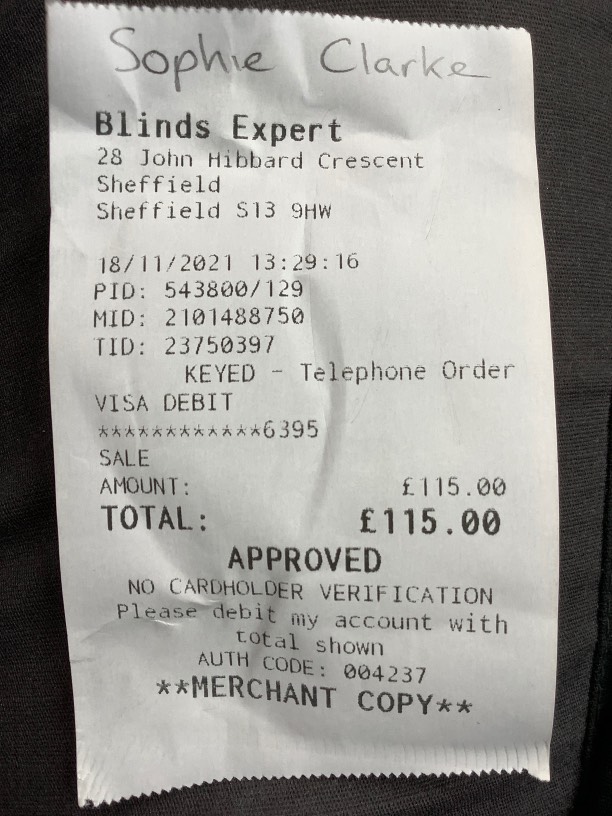 Sophie Clarke
Blinds Expert
28 John Hibbard Crescent
Sheffield
Sheffield S13 9HW
18/11/2021 13:29:16
PID: 543800/129
MID: 2101488750
TID: 23750397
KEYED - Telephone Order
VISA DEBIT
************6395
SALE
AMOUNT: £115.00
TOTAL: £115.00
APPROVED
NO CARDHOLDER VERIFICATION
Please debit my account with
total shown
AUTH CODE: 004237
**MERCHANT COPY**